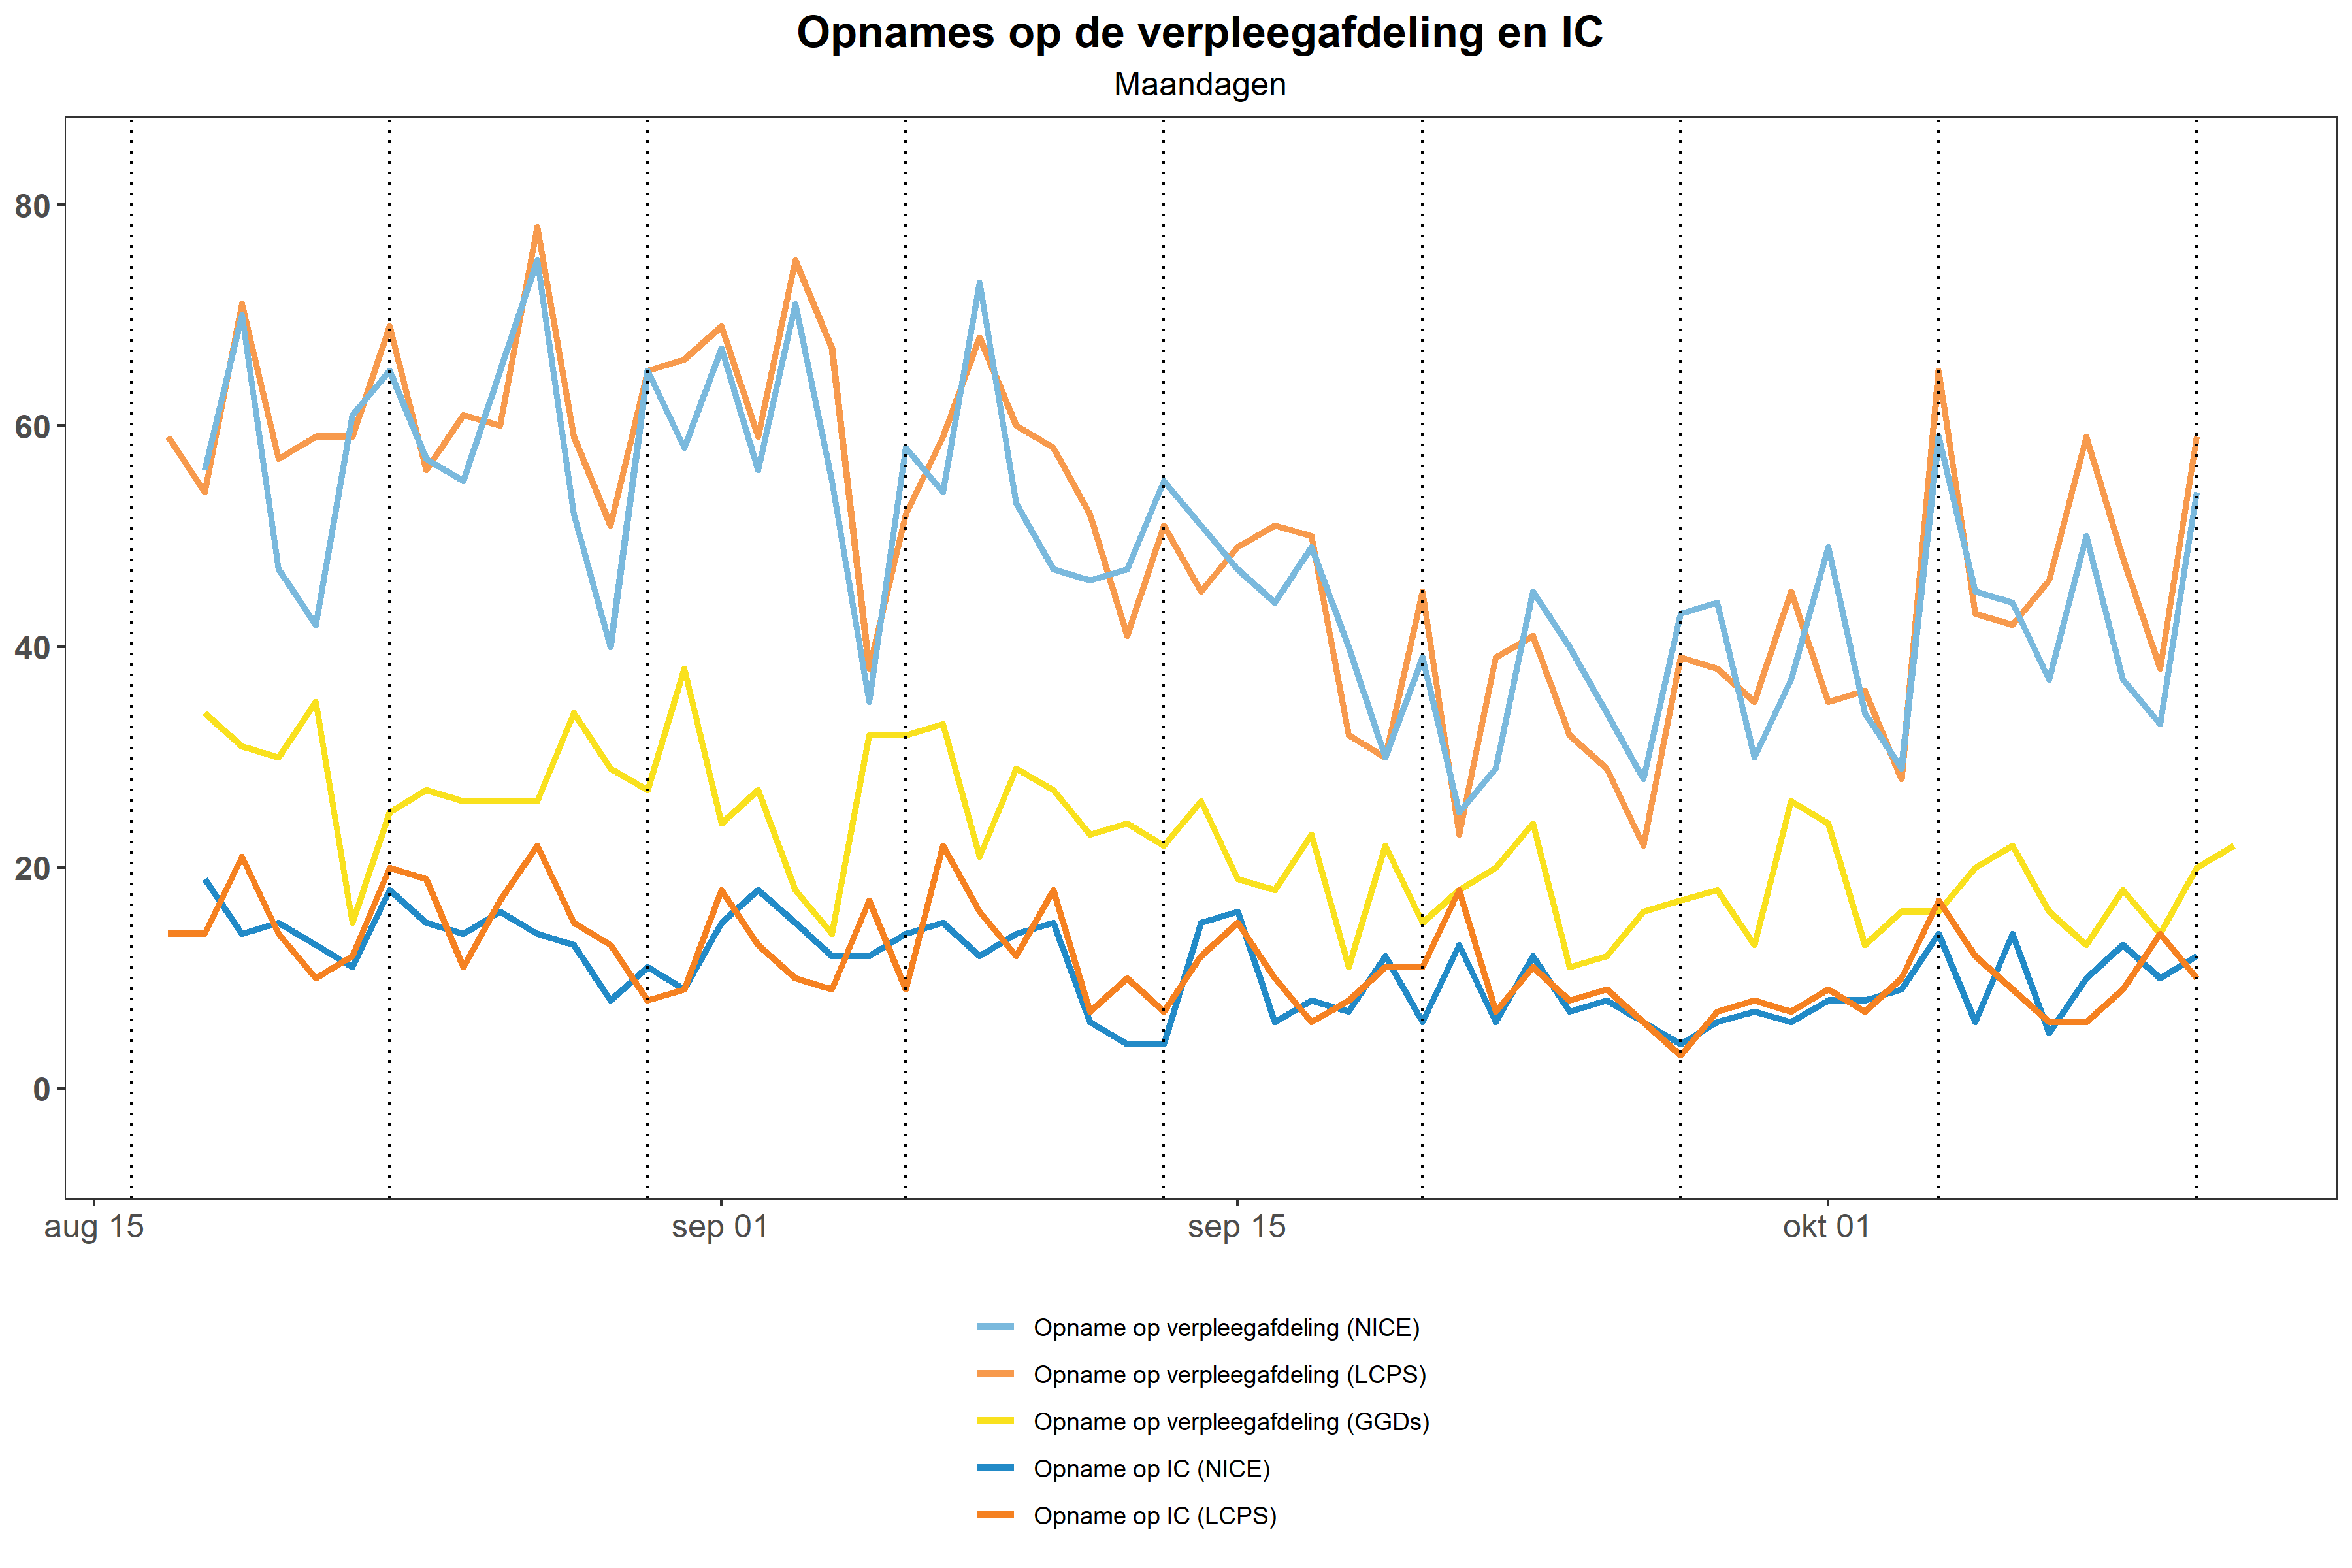 Opnames op de verpleegafdeling en IC
Maandagen
80
60
40
20
0
aug 15
sep 01
sep 15
okt 01
Opname op verpleegafdeling (NICE)
Opname op verpleegafdeling (LCPS)
Opname op verpleegafdeling (GGDs)
Opname op IC (NICE)
Opname op IC (LCPS)